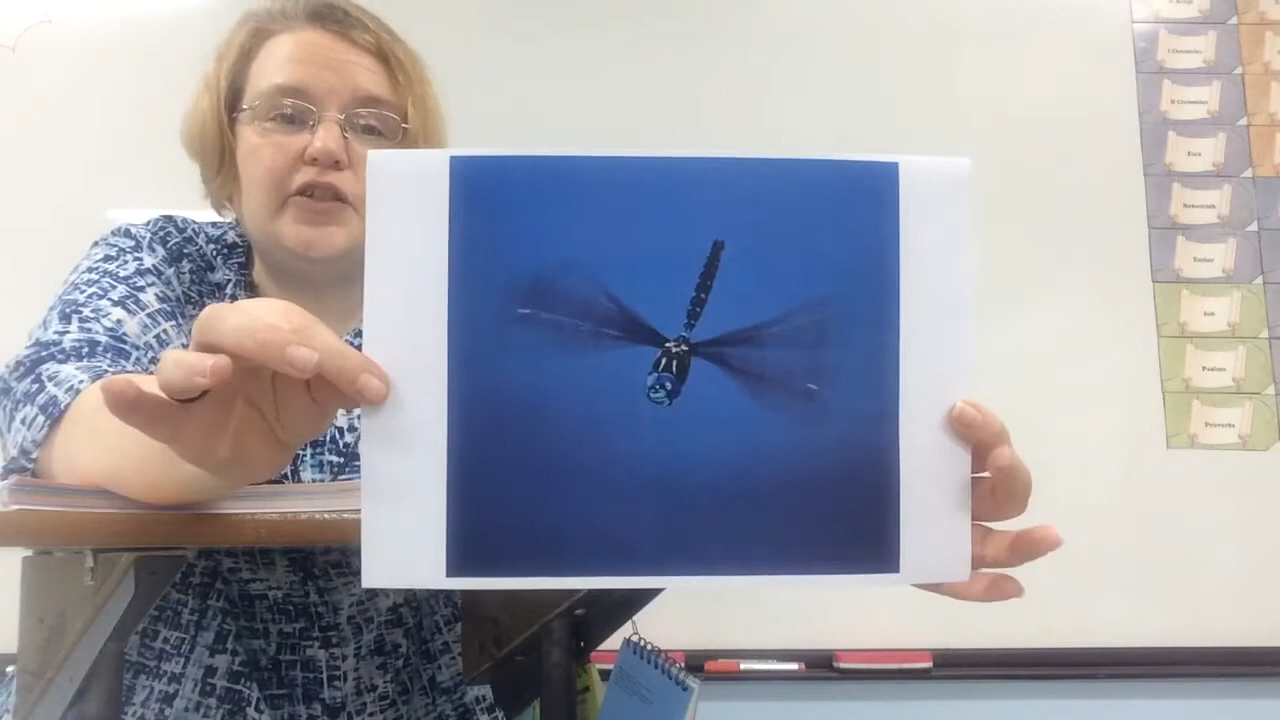 I Chronicles
II Chronicles
Ezra
Nehemiah
Esther
Job
Psalms
Proverbs